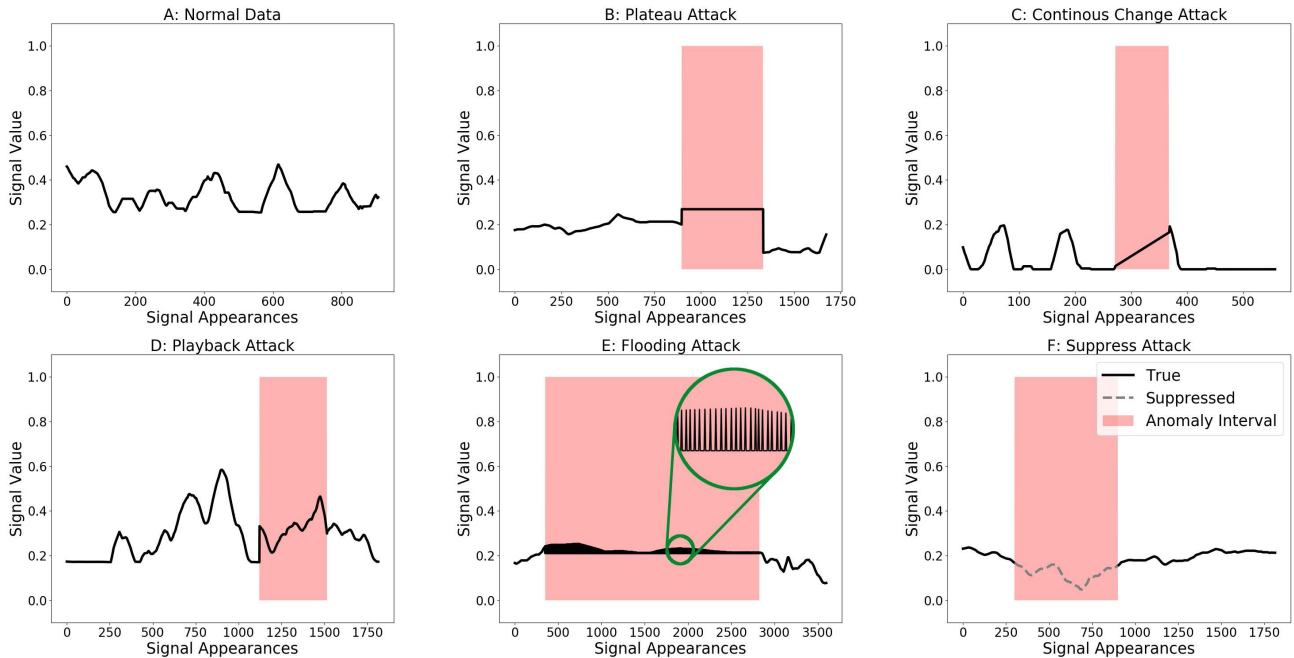 A: Normal Data
1.0
0.8
0.6
0.4
0.2
0.0
Signal Value
0 200 400 600 800
Signal Appearances
B: Plateau Attack
1.0
0.8
0.6
0.4
0.2
0.0
Signal Value
0 250 500 750 1000 1250 1500 1750
Signal Appearances
C: Continous Change Attack
1.0
0.8
0.6
0.4
0.2
0.0
Signal Value
0 100 200 300 400 500
Signal Appearances
D: Playback Attack
1.0
0.8
0.6
0.4
0.2
0.0
Signal Value
0 250 500 750 1000 1250 1500 1750
Signal Appearances
E: Flooding Attack
1.0
0.8
0.6
0.4
0.2
0.0
Signal Value
0 500 1000 1500 2000 2500 3000 3500
Signal Appearances
F: Suppress Attack
True
Suppressed
Anomaly Interval
1.0
0.8
0.6
0.4
0.2
0.0
Signal Value
0 250 500 750 1000 1250 1500 1750
Signal Appearances